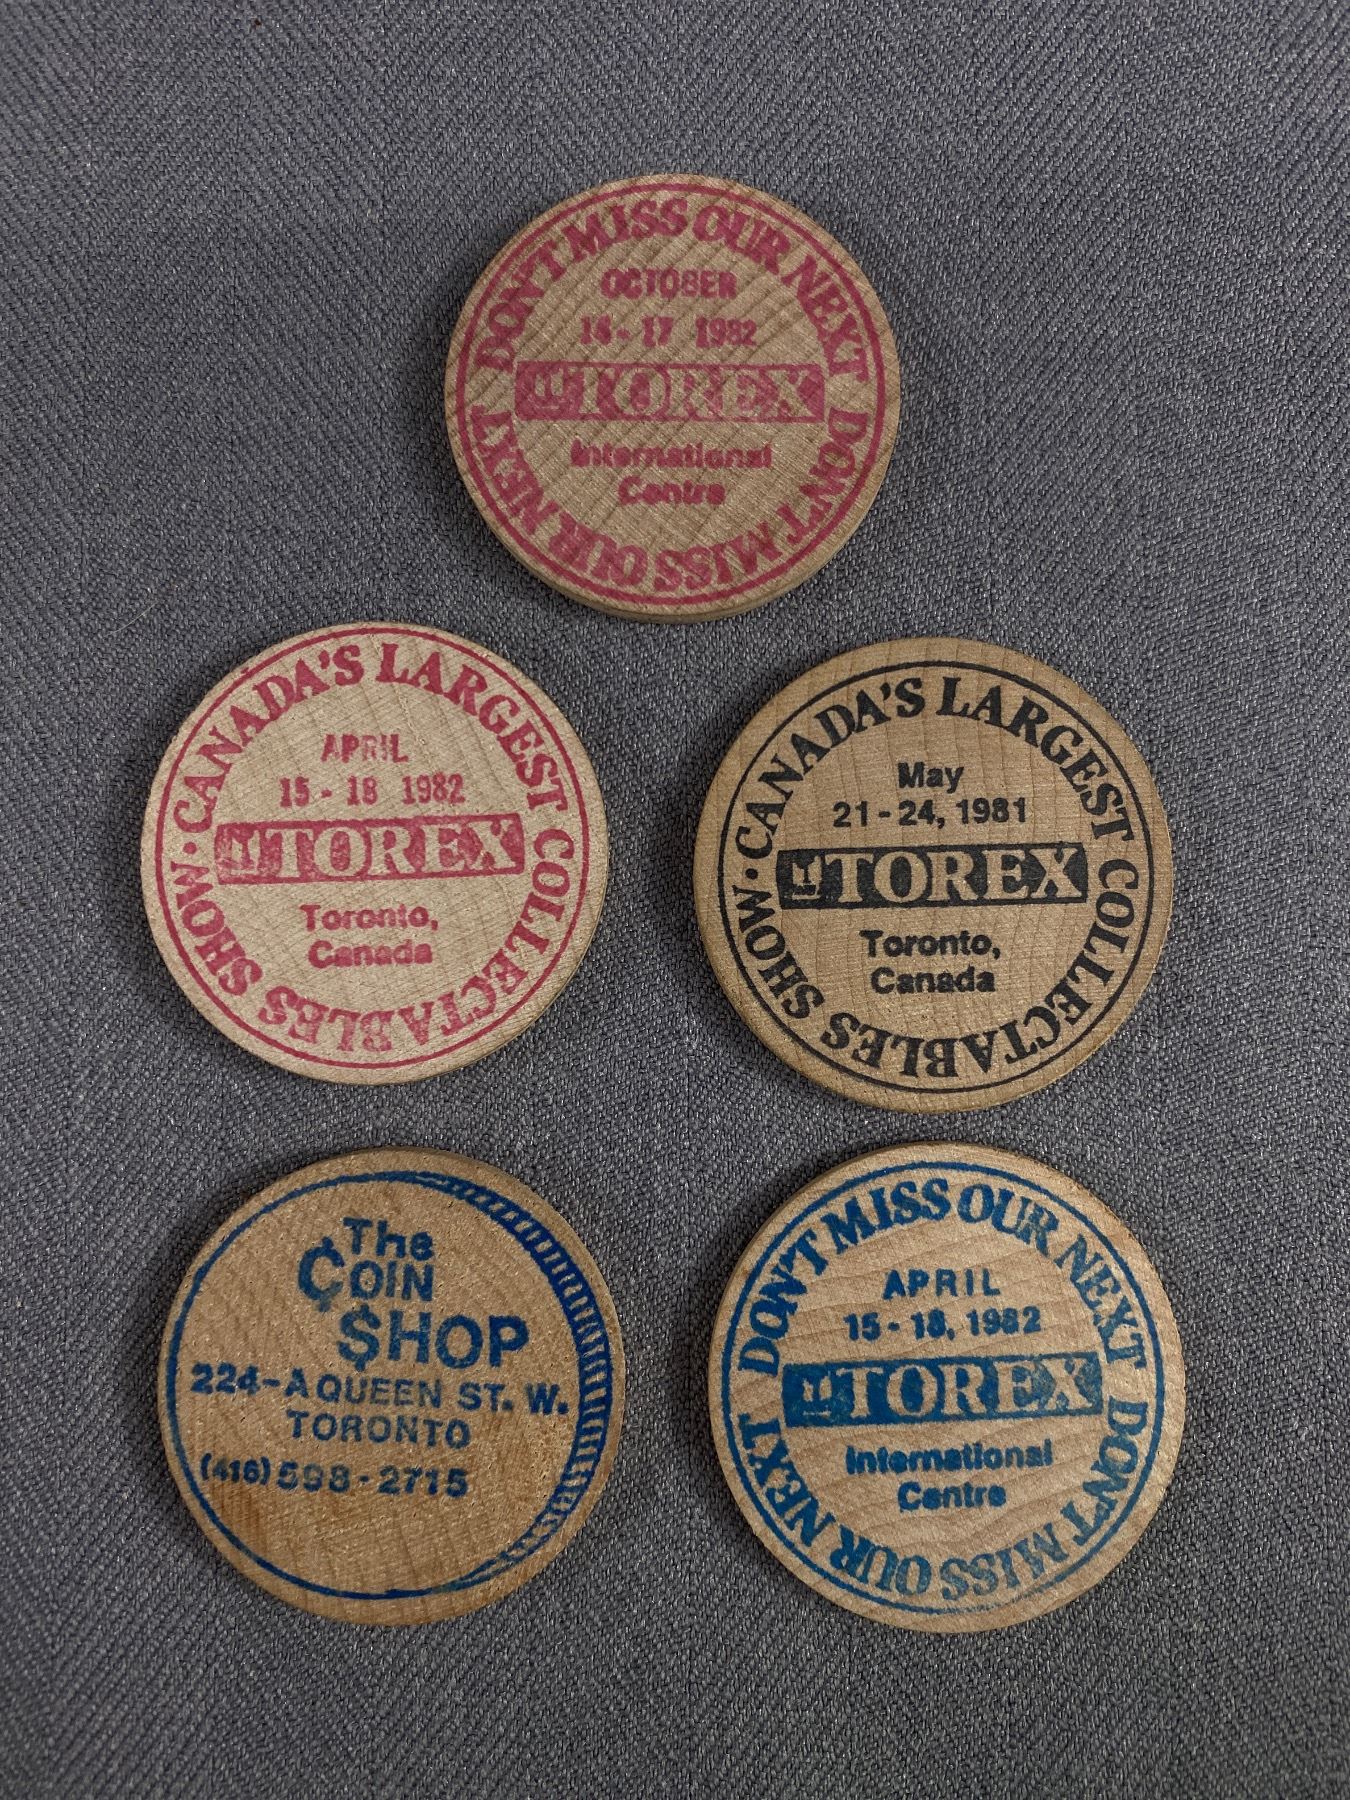 DON'T MISS OUR NEXT DON'T MISS OUR NEXT
OCTOBER
14 - 17 1982
TOREX
International
Centre
CANADA'S LARGEST COLLECTABLES SHOW ·
APRIL
15 - 18 1982
TOREX
Toronto,
Canada
CANADA'S LARGEST COLLECTABLES SHOW ·
May
21 - 24, 1981
TOREX
Toronto,
Canada
The
¢OIN
$HOP
224-A QUEEN ST. W.
TORONTO
(416) 598-2715
DON'T MISS OUR NEXT DON'T MISS OUR NEXT
APRIL
15 - 18, 1982
TOREX
International
Centre